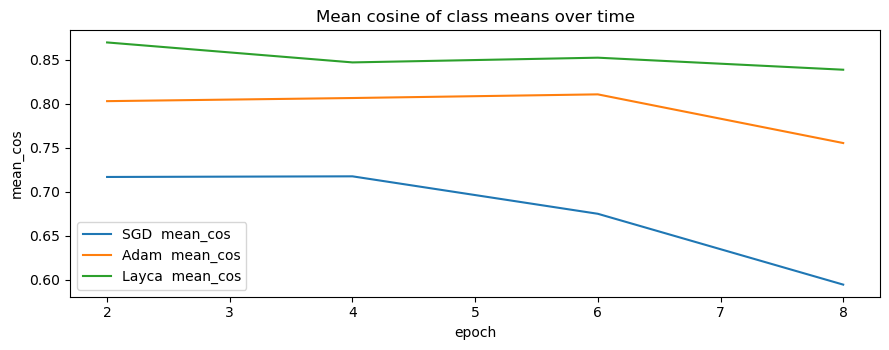 Mean cosine of class means over time
mean_cos
0.85
0.80
0.75
0.70
0.65
0.60
SGD mean_cos
Adam mean_cos
Layca mean_cos
2 3 4 5 6 7 8
epoch